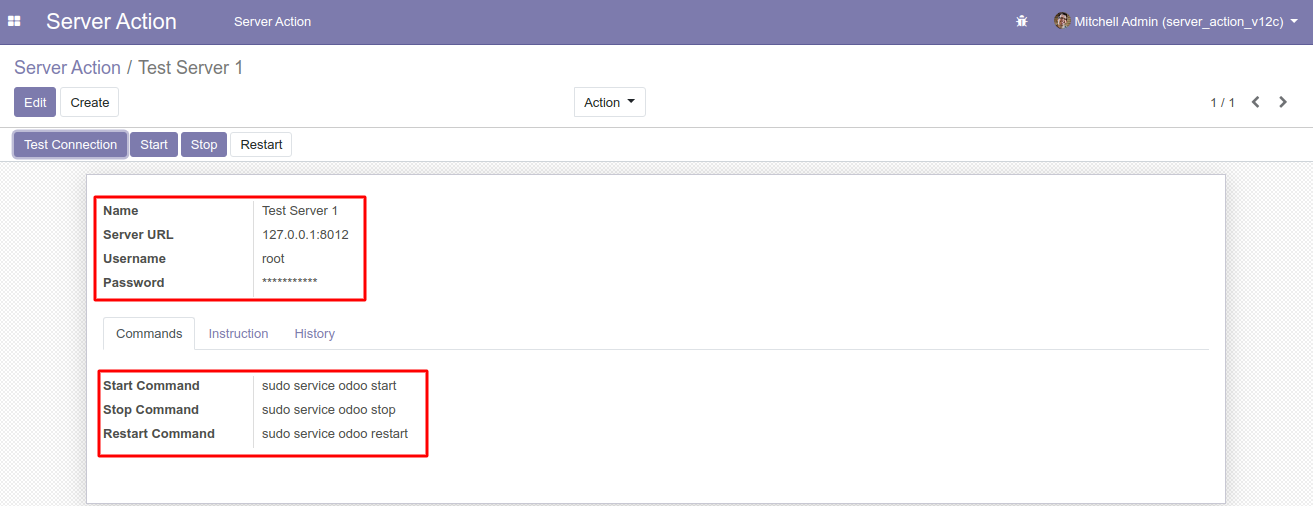 Server Action Server Action Mitchell Admin (server_action_v12c)
Server Action / Test Server 1
Edit Create Action 1 / 1
Test Connection Start Stop Restart
Name Test Server 1
Server URL 127.0.0.1:8012
Username root
Password ***********
Commands Instruction History
Start Command sudo service odoo start
Stop Command sudo service odoo stop
Restart Command sudo service odoo restart